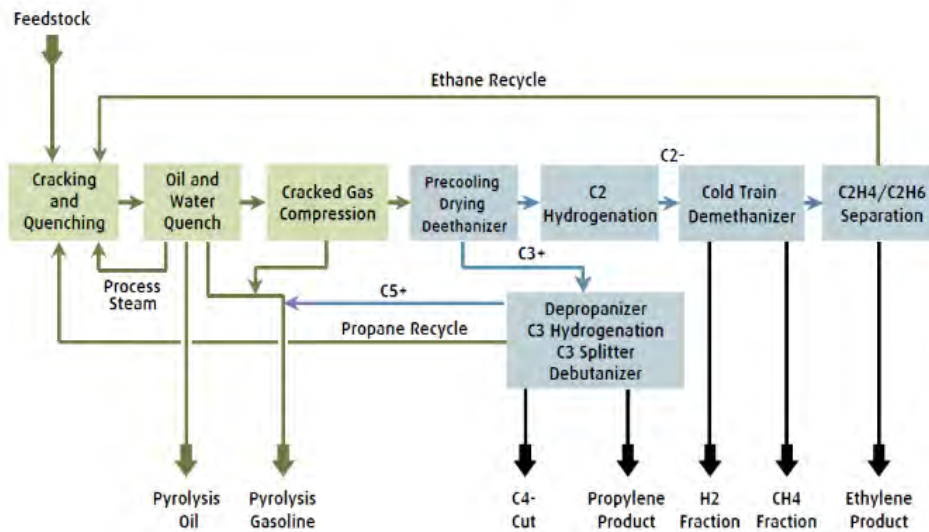 Feedstock
Ethane Recycle
C2-
Cracking
and
Quenching
Oil and
Water
Quench
Cracked Gas
Compression
Precooling
Drying
Deethanizer
C2
Hydrogenation
Cold Train
Demethanizer
C2H4/C2H6
Separation
Process
Steam
C3+
C5+
Propane Recycle
Depropanizer
C3 Hydrogenation
C3 Splitter
Debutanizer
Pyrolysis
Oil
Pyrolysis
Gasoline
C4-
Cut
Propylene
Product
H2
Fraction
CH4
Fraction
Ethylene
Product